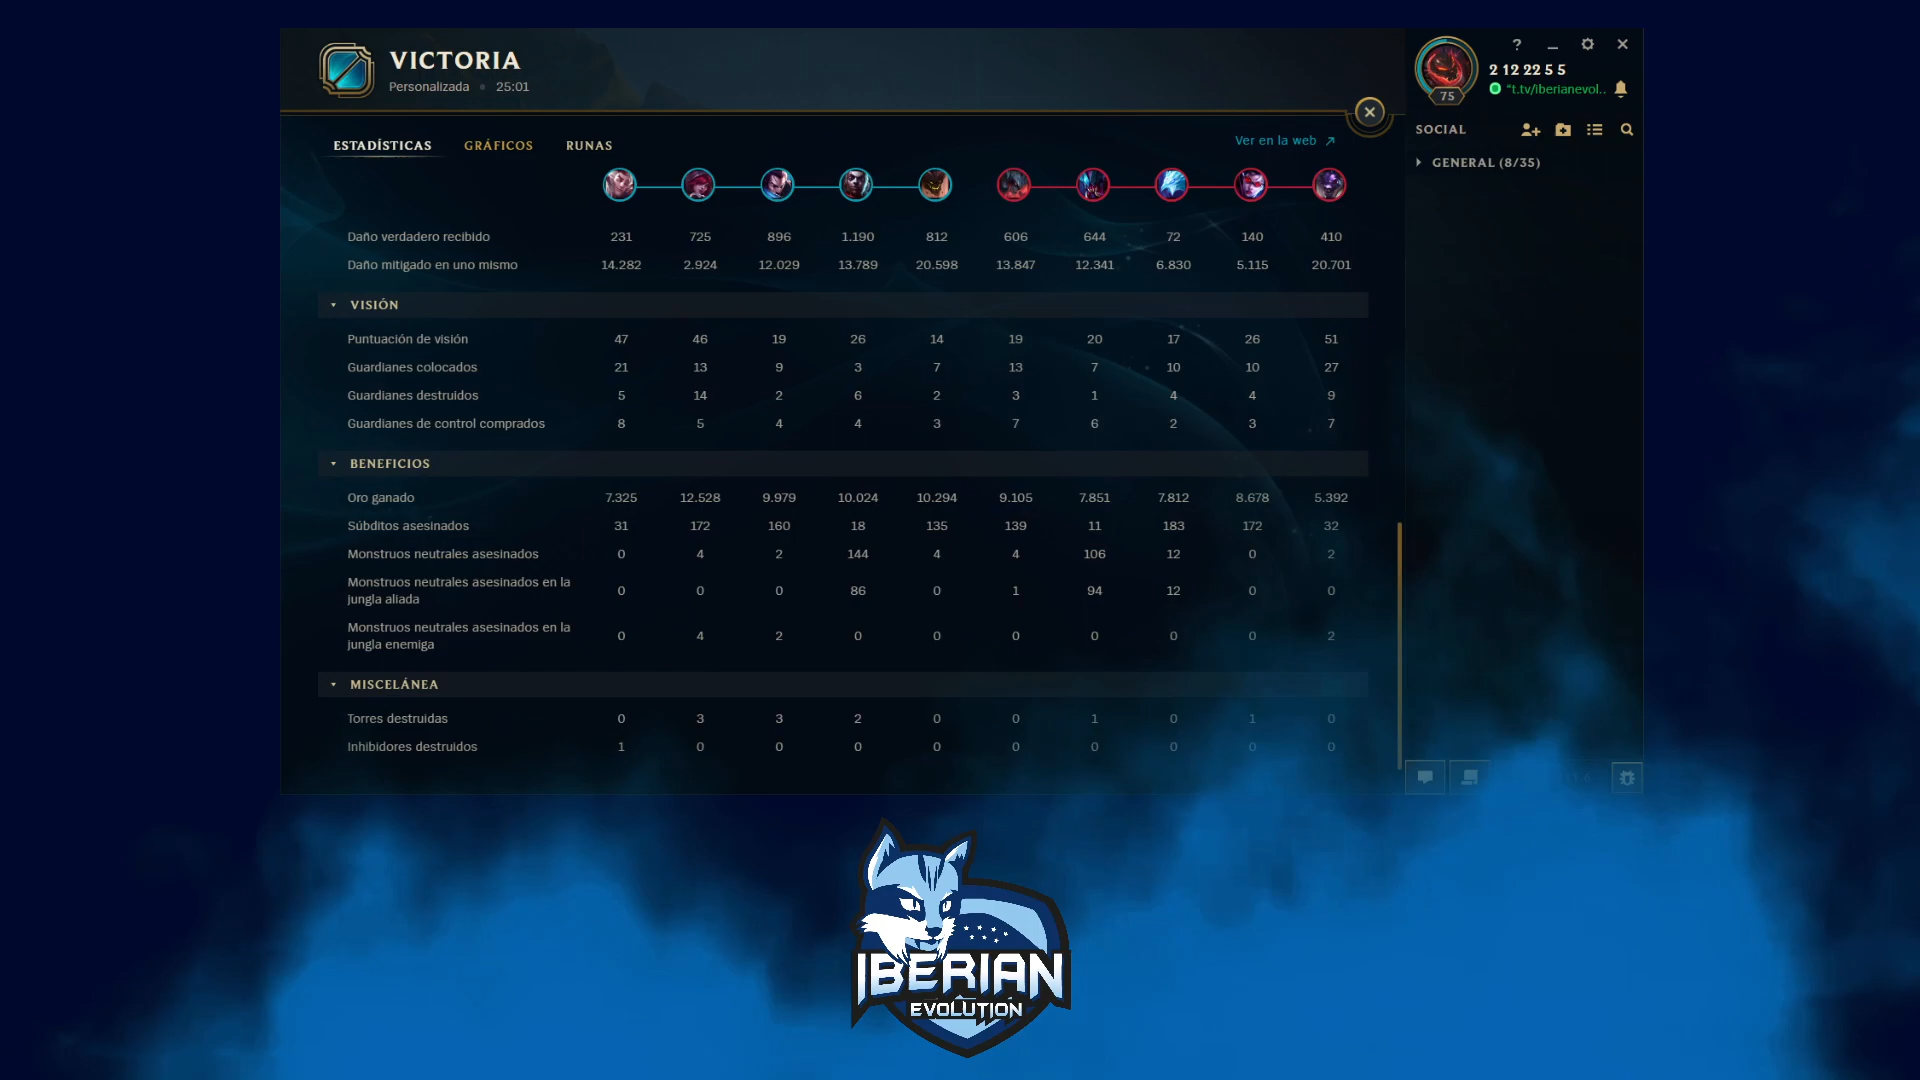 VICTORIA
Personalizada • 25:01
?
2 12 22 5 5
75
"t.tv/iberianevol..
ESTADÍSTICAS GRÁFICOS RUNAS
Ver en la web
SOCIAL
GENERAL (8/35)
Daño verdadero recibido 231 725 896 1.190 812 606 644 72 140 410
Daño mitigado en uno mismo 14.282 2.924 12.029 13.789 20.598 13.847 12.341 6.830 5.115 20.701
VISIÓN
Puntuación de visión 47 46 19 26 14 19 20 17 26 51
Guardianes colocados 21 13 9 3 7 13 7 10 10 27
Guardianes destruidos 5 14 2 6 2 3 1 4 4 9
Guardianes de control comprados 8 5 4 4 3 7 6 2 3 7
BENEFICIOS
Oro ganado 7.325 12.528 9.979 10.024 10.294 9.105 7.851 7.812 8.678 5.392
Súbditos asesinados 31 172 160 18 135 139 11 183 172 32
Monstruos neutrales asesinados 0 4 2 144 4 4 106 12 0 2
Monstruos neutrales asesinados en la
jungla aliada 0 0 0 86 0 1 94 12 0 0
Monstruos neutrales asesinados en la
jungla enemiga 0 4 2 0 0 0 0 0 0 2
MISCELÁNEA
Torres destruidas 0 3 3 2 0 0 1 0 1 0
Inhibidores destruidos 1 0 0 0 0 0 0 0 0 0
IBERIAN
EVOLUTION